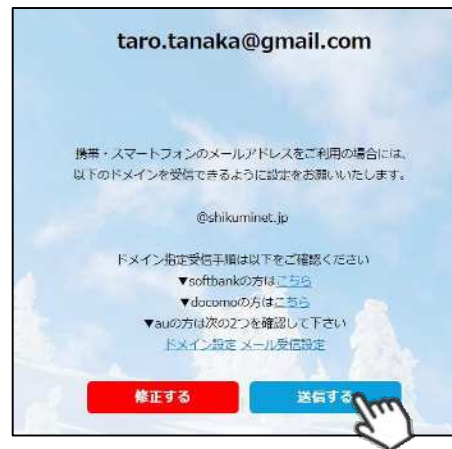 taro.tanaka@gmail.com
携帯・スマートフォンのメールアドレスをご利用の場合には、
以下のドメインを受信できるように設定をお願いいたします。
@shikuminet.jp
ドメイン指定受信手順は以下をご確認ください
▼softbankの方はこちら
▼docomoの方はこちら
▼auの方は次の2つを確認して下さい
ドメイン設定 メール受信設定
修正する 送信する